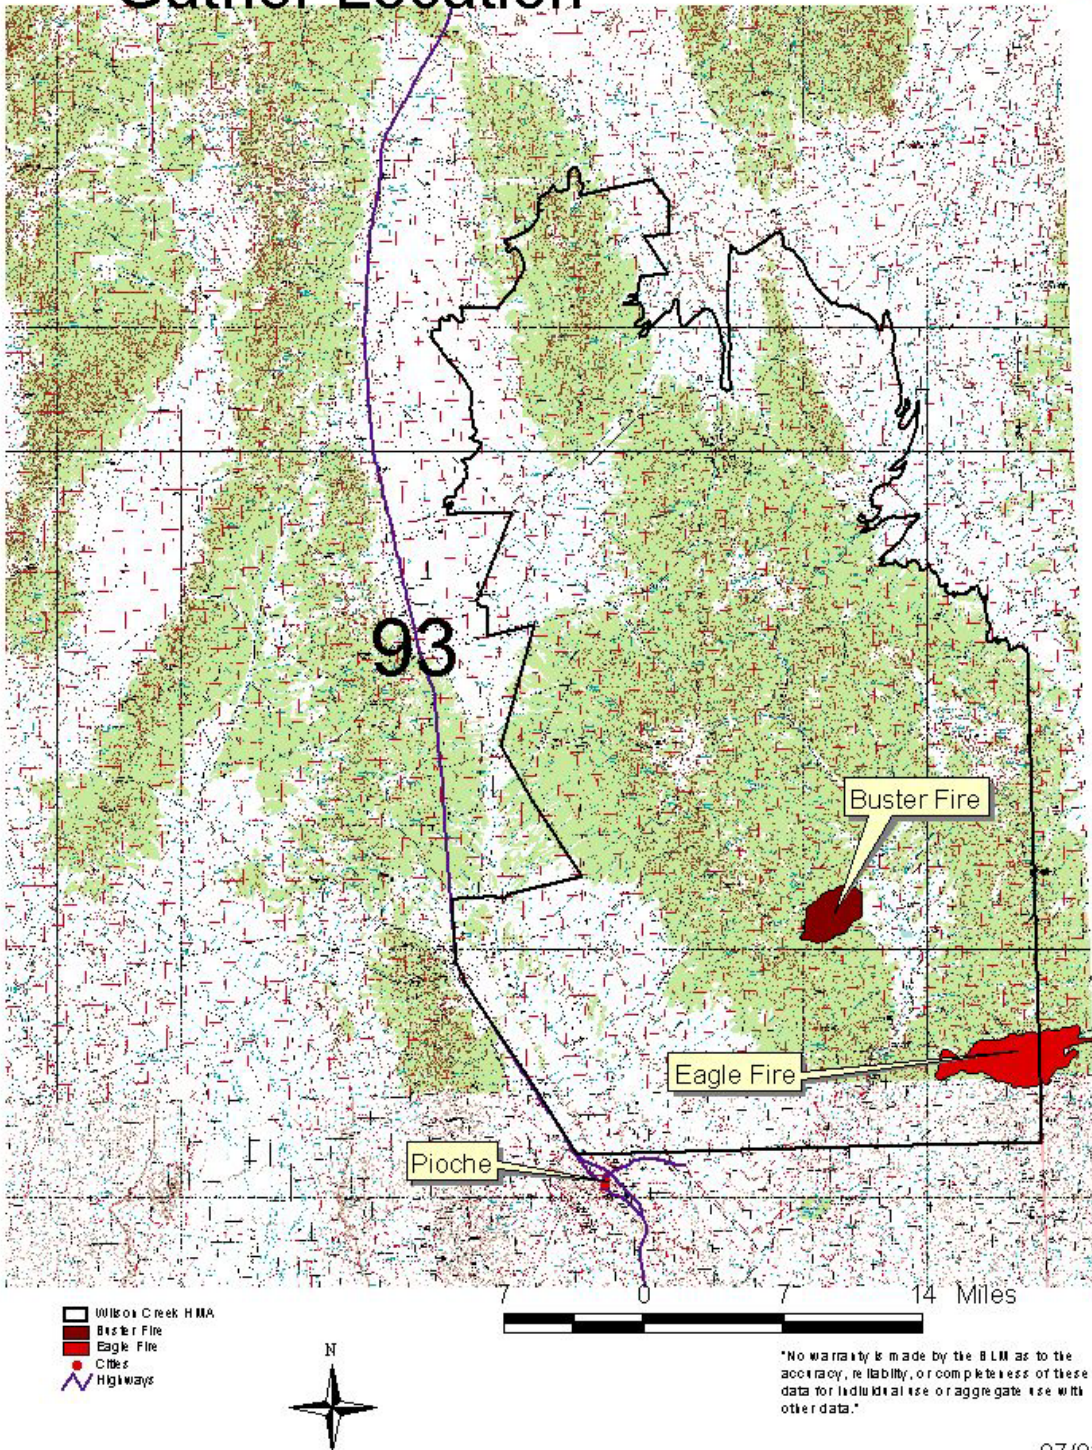 Gather Location
93
Buster Fire
Eagle Fire
Pioche
7 0 7 14 Miles
Wilson Creek HMA
Buster Fire
Eagle Fire
Cities
Highways
N
"No warranty is made by the BLM as to the
accuracy, reliability, or completeness of these
data for individual use or aggregate use with
other data."